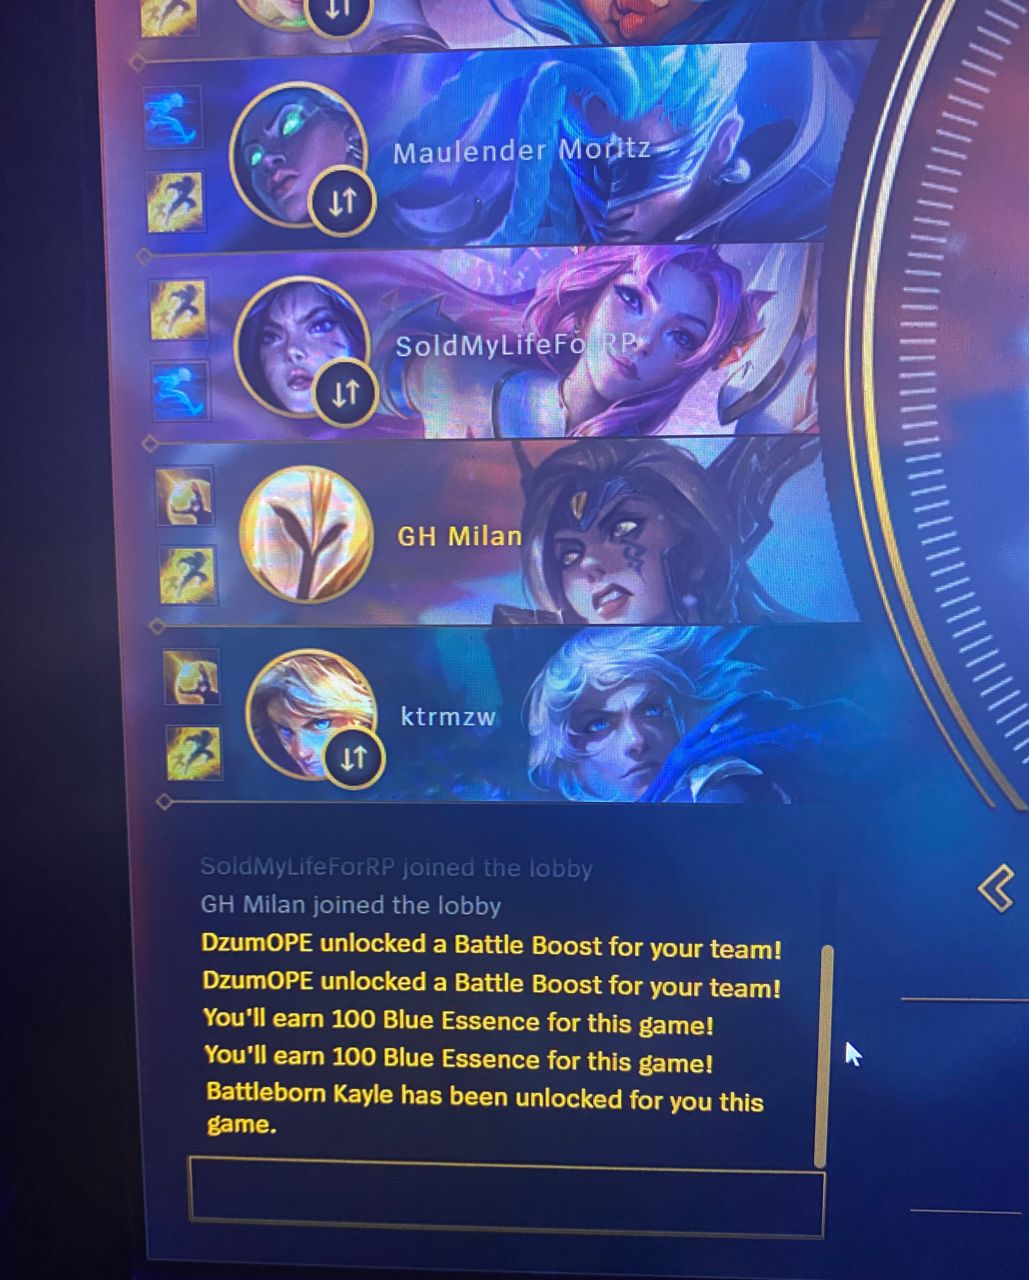 Maulender Moritz
SoldMyLifeForRP
GH Milan
ktrmzw
SoldMyLifeForRP joined the lobby
GH Milan joined the lobby
DzumOPE unlocked a Battle Boost for your team!
DzumOPE unlocked a Battle Boost for your team!
You'll earn 100 Blue Essence for this game!
You'll earn 100 Blue Essence for this game!
Battleborn Kayle has been unlocked for you this
game.